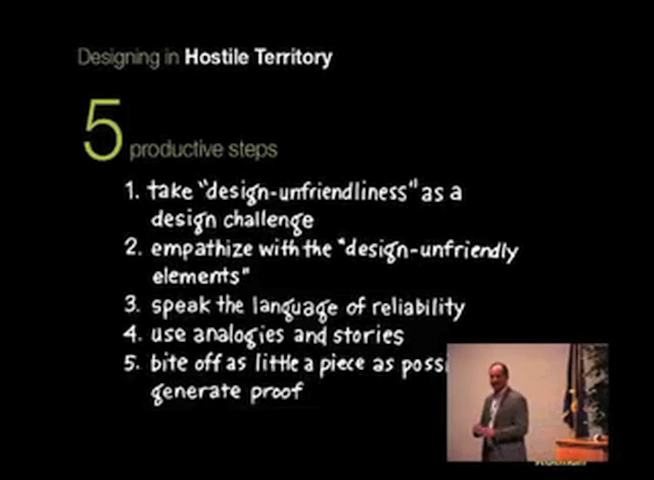 Designing in Hostile Territory
5 productive steps
1. take "design-unfriendliness" as a
design challenge
2. empathize with the "design-unfriendly
elements"
3. speak the language of reliability
4. use analogies and stories
5. bite off as little a piece as
generate proof